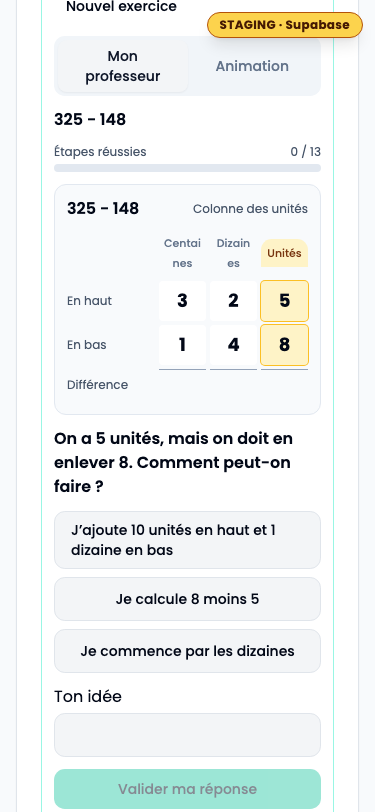 Nouvel exercice
STAGING · Supabase
Mon
professeur
Animation
325 - 148
Étapes réussies
0 / 13
325 - 148
Colonne des unités
Centai
nes
Dizain
es
Unités
En haut
3
2
5
En bas
1
4
8
Différence
On a 5 unités, mais on doit en
enlever 8. Comment peut-on
faire ?
J'ajoute 10 unités en haut et 1
dizaine en bas
Je calcule 8 moins 5
Je commence par les dizaines
Ton idée
Valider ma réponse